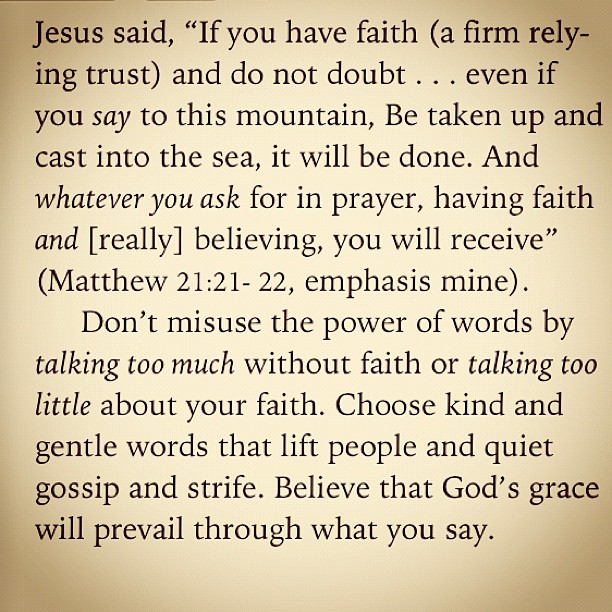 Jesus said, “If you have faith (a firm rely-
ing trust) and do not doubt . . . even if
you say to this mountain, Be taken up and
cast into the sea, it will be done. And
whatever you ask for in prayer, having faith
and [really] believing, you will receive”
(Matthew 21:21- 22, emphasis mine).
Don’t misuse the power of words by
talking too much without faith or talking too
little about your faith. Choose kind and
gentle words that lift people and quiet
gossip and strife. Believe that God’s grace
will prevail through what you say.